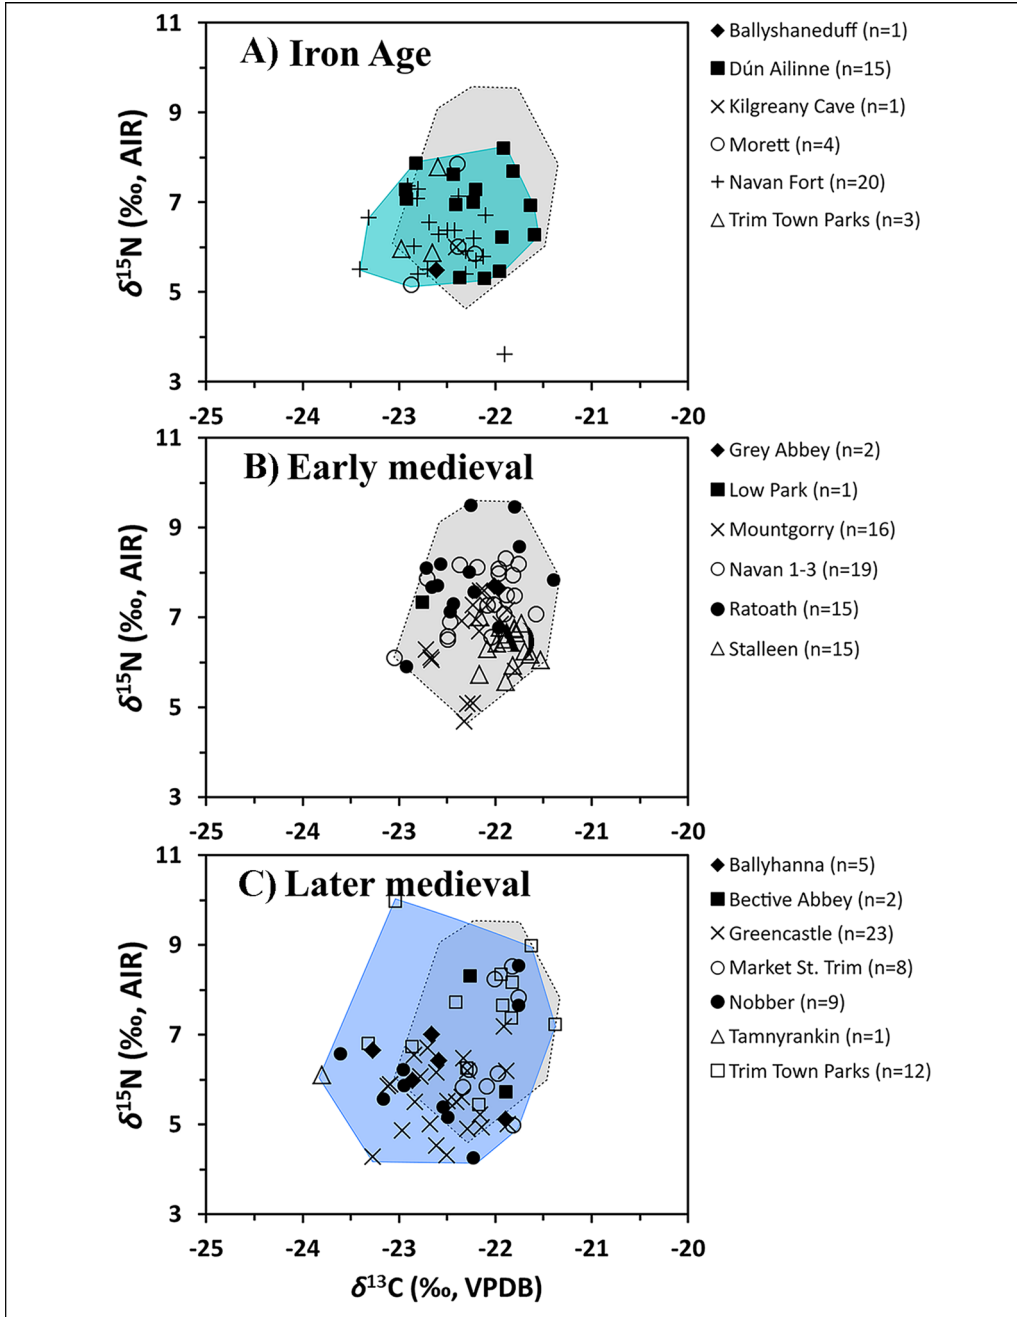 A) Iron Age
11
9
7
5
3
δ15N (‰, AIR)
-25 -24 -23 -22 -21 -20
◆ Ballyshaneduff (n=1)
■ Dún Ailinne (n=15)
× Kilgreany Cave (n=1)
○ Morett (n=4)
+ Navan Fort (n=20)
△ Trim Town Parks (n=3)
B) Early medieval
11
9
7
5
3
δ15N (‰, AIR)
-25 -24 -23 -22 -21 -20
◆ Grey Abbey (n=2)
■ Low Park (n=1)
× Mountgorry (n=16)
○ Navan 1-3 (n=19)
● Ratoath (n=15)
△ Stalleen (n=15)
C) Later medieval
11
9
7
5
3
δ15N (‰, AIR)
-25 -24 -23 -22 -21 -20
δ13C (‰, VPDB)
◆ Ballyhanna (n=5)
■ Bective Abbey (n=2)
× Greencastle (n=23)
○ Market St. Trim (n=8)
● Nobber (n=9)
△ Tamnyrankin (n=1)
□ Trim Town Parks (n=12)